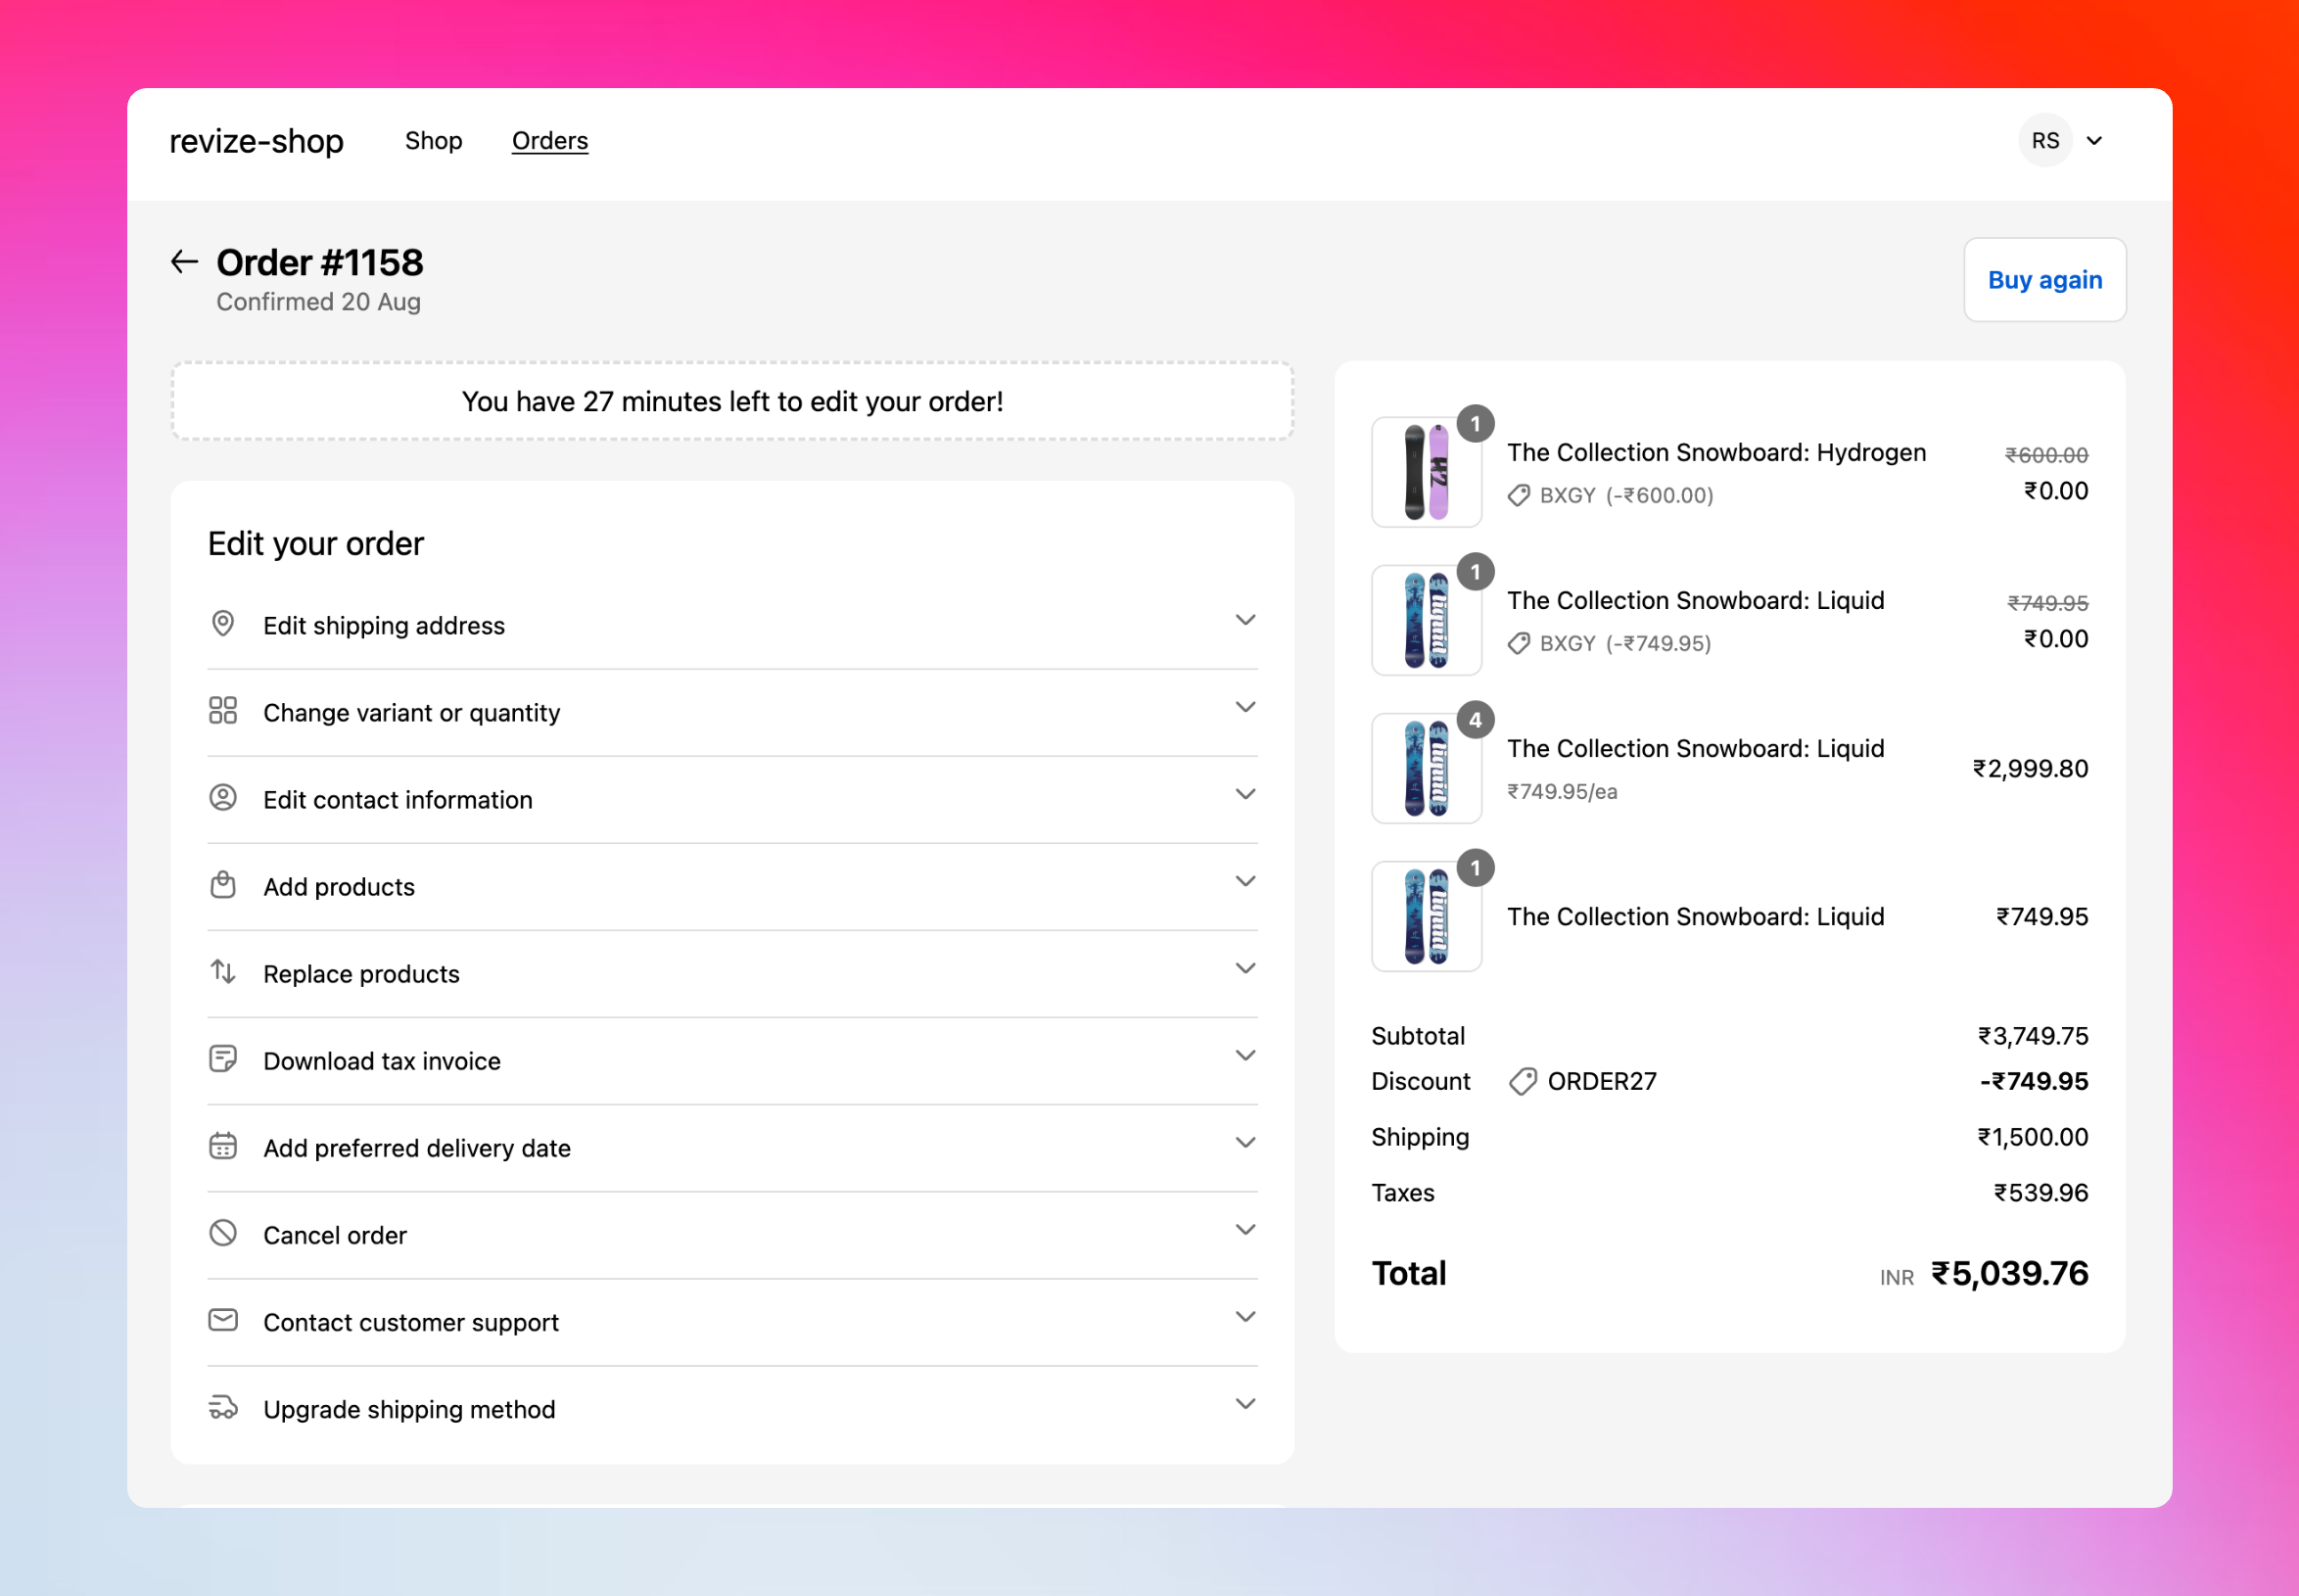 revize-shop
Shop
Orders
RS
Order #1158
Confirmed 20 Aug
Buy again
You have 27 minutes left to edit your order!
Edit your order
Edit shipping address
Change variant or quantity
Edit contact information
Add products
Replace products
Download tax invoice
Add preferred delivery date
Cancel order
Contact customer support
Upgrade shipping method
H2
1
The Collection Snowboard: Hydrogen
₹600.00
BXGY (-₹600.00)
₹0.00
liquid
1
The Collection Snowboard: Liquid
₹749.95
BXGY (-₹749.95)
₹0.00
liquid
4
The Collection Snowboard: Liquid
₹749.95/ea
₹2,999.80
liquid
1
The Collection Snowboard: Liquid
₹749.95
Subtotal ₹3,749.75
Discount ORDER27 -₹749.95
Shipping ₹1,500.00
Taxes ₹539.96
Total INR ₹5,039.76